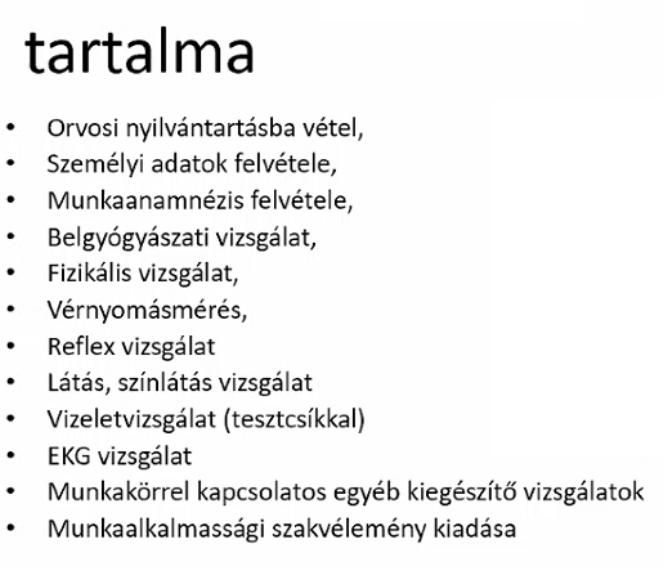 tartalma
• Orvosi nyilvántartásba vétel,
• Személyi adatok felvétele,
• Munkaanamnézis felvétele,
• Belgyógyászati vizsgálat,
• Fizikális vizsgálat,
• Vérnyomásmérés,
• Reflex vizsgálat
• Látás, színlátás vizsgálat
• Vizeletvizsgálat (tesztcsíkkal)
• EKG vizsgálat
• Munkakörrel kapcsolatos egyéb kiegészítő vizsgálatok
• Munkaalkalmassági szakvélemény kiadása